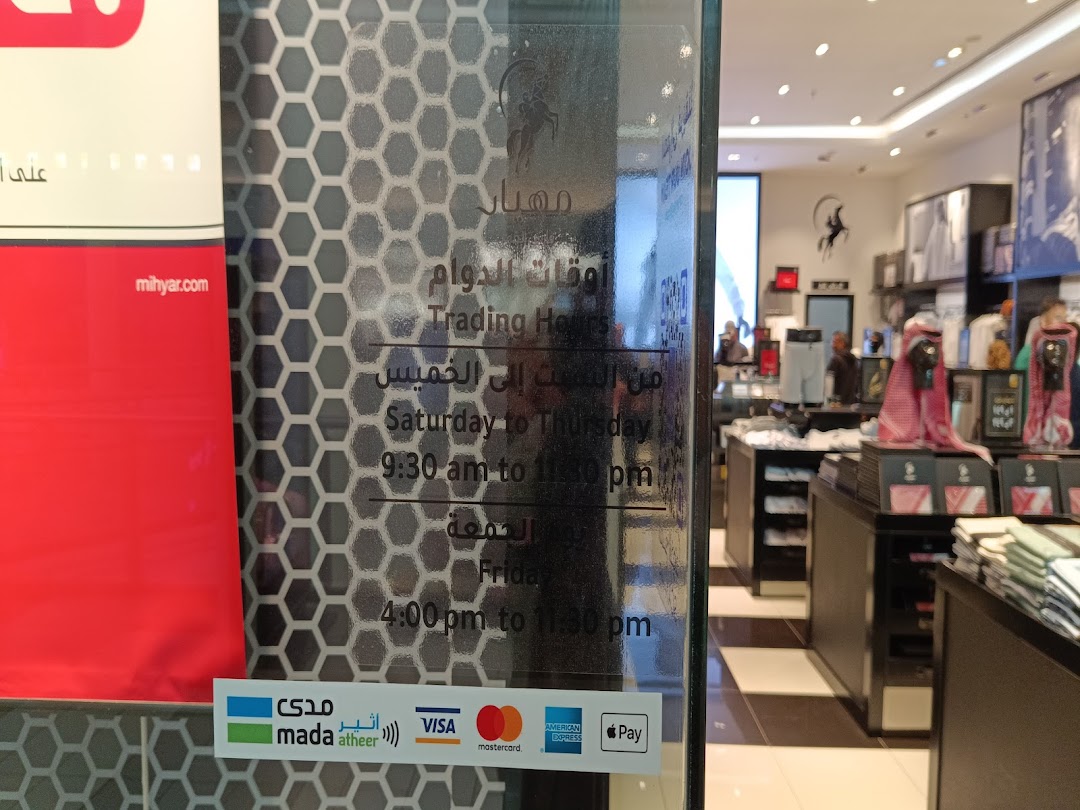 على
mihyar.com
مهيار
أوقات الدوام
Trading Hours
من السبت إلى الخميس
Saturday to Thursday
9:30 am to 11:30 pm
يوم الجمعة
Friday
4:00 pm to 11:30 pm
مدى
mada
أثير
atheer
VISA
mastercard.
AMERICAN
EXPRESS
Pay